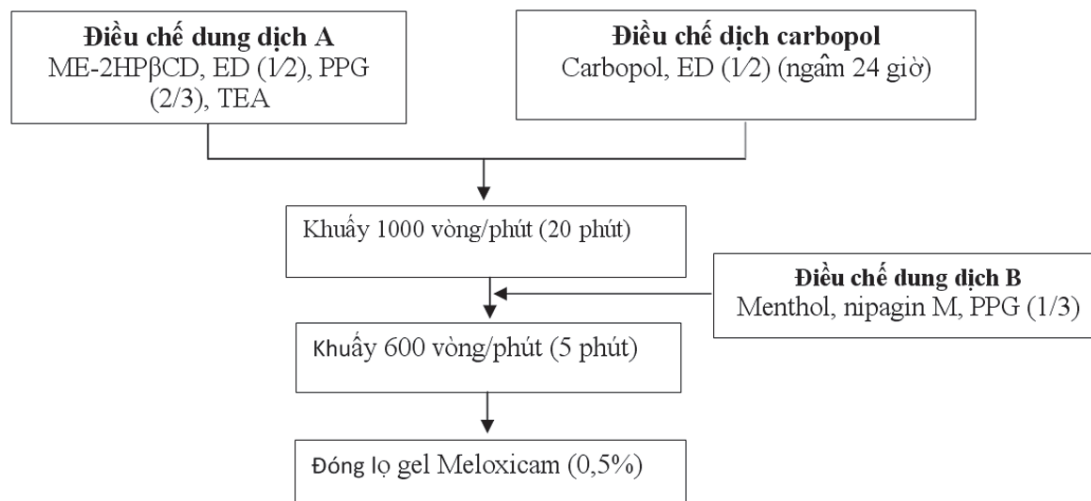 Điều chế dung dịch A
ME-2HPβCD, ED (1⁄2), PPG
(2/3), TEA
Điều chế dịch carbopol
Carbopol, ED (1⁄2) (ngâm 24 giờ)
Khuấy 1000 vòng/phút (20 phút)
Điều chế dung dịch B
Menthol, nipagin M, PPG (1/3)
Khuấy 600 vòng/phút (5 phút)
Đóng lọ gel Meloxicam (0,5%)